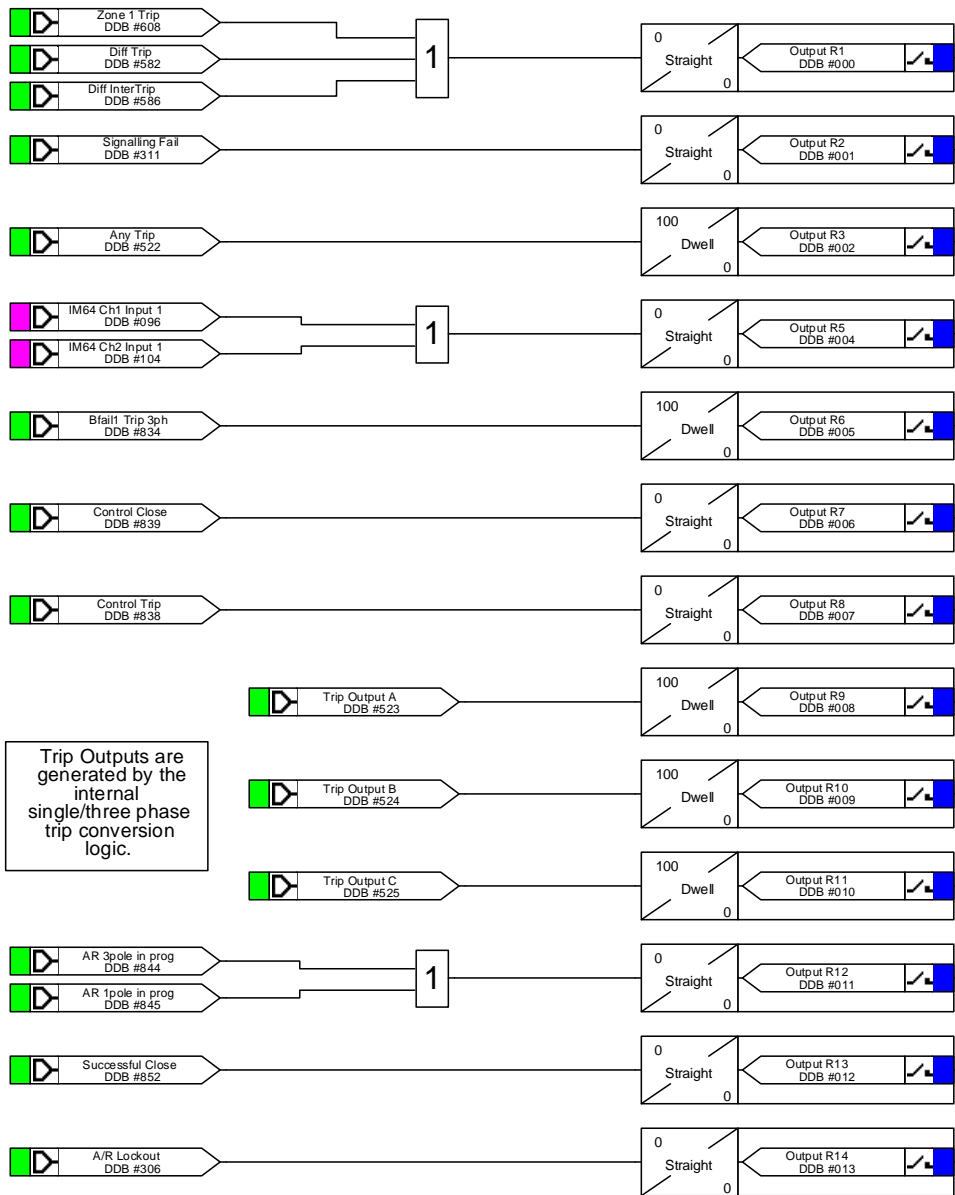 Zone 1 Trip
DDB #608
Diff Trip
DDB #582
Diff InterTrip
DDB #586
1
0
Straight
0
Output R1
DDB #000
Signalling Fail
DDB #311
0
Straight
0
Output R2
DDB #001
Any Trip
DDB #522
100
Dwell
0
Output R3
DDB #002
IM64 Ch1 Input 1
DDB #096
IM64 Ch2 Input 1
DDB #104
1
0
Straight
0
Output R5
DDB #004
Bfail1 Trip 3ph
DDB #834
100
Dwell
0
Output R6
DDB #005
Control Close
DDB #839
0
Straight
0
Output R7
DDB #006
Control Trip
DDB #838
0
Straight
0
Output R8
DDB #007
Trip Output A
DDB #523
100
Dwell
0
Output R9
DDB #008
Trip Outputs are
generated by the
internal
single/three phase
trip conversion
logic.
Trip Output B
DDB #524
100
Dwell
0
Output R10
DDB #009
Trip Output C
DDB #525
100
Dwell
0
Output R11
DDB #010
AR 3pole in prog
DDB #844
AR 1pole in prog
DDB #845
1
0
Straight
0
Output R12
DDB #011
Successful Close
DDB #852
0
Straight
0
Output R13
DDB #012
A/R Lockout
DDB #306
0
Straight
0
Output R14
DDB #013